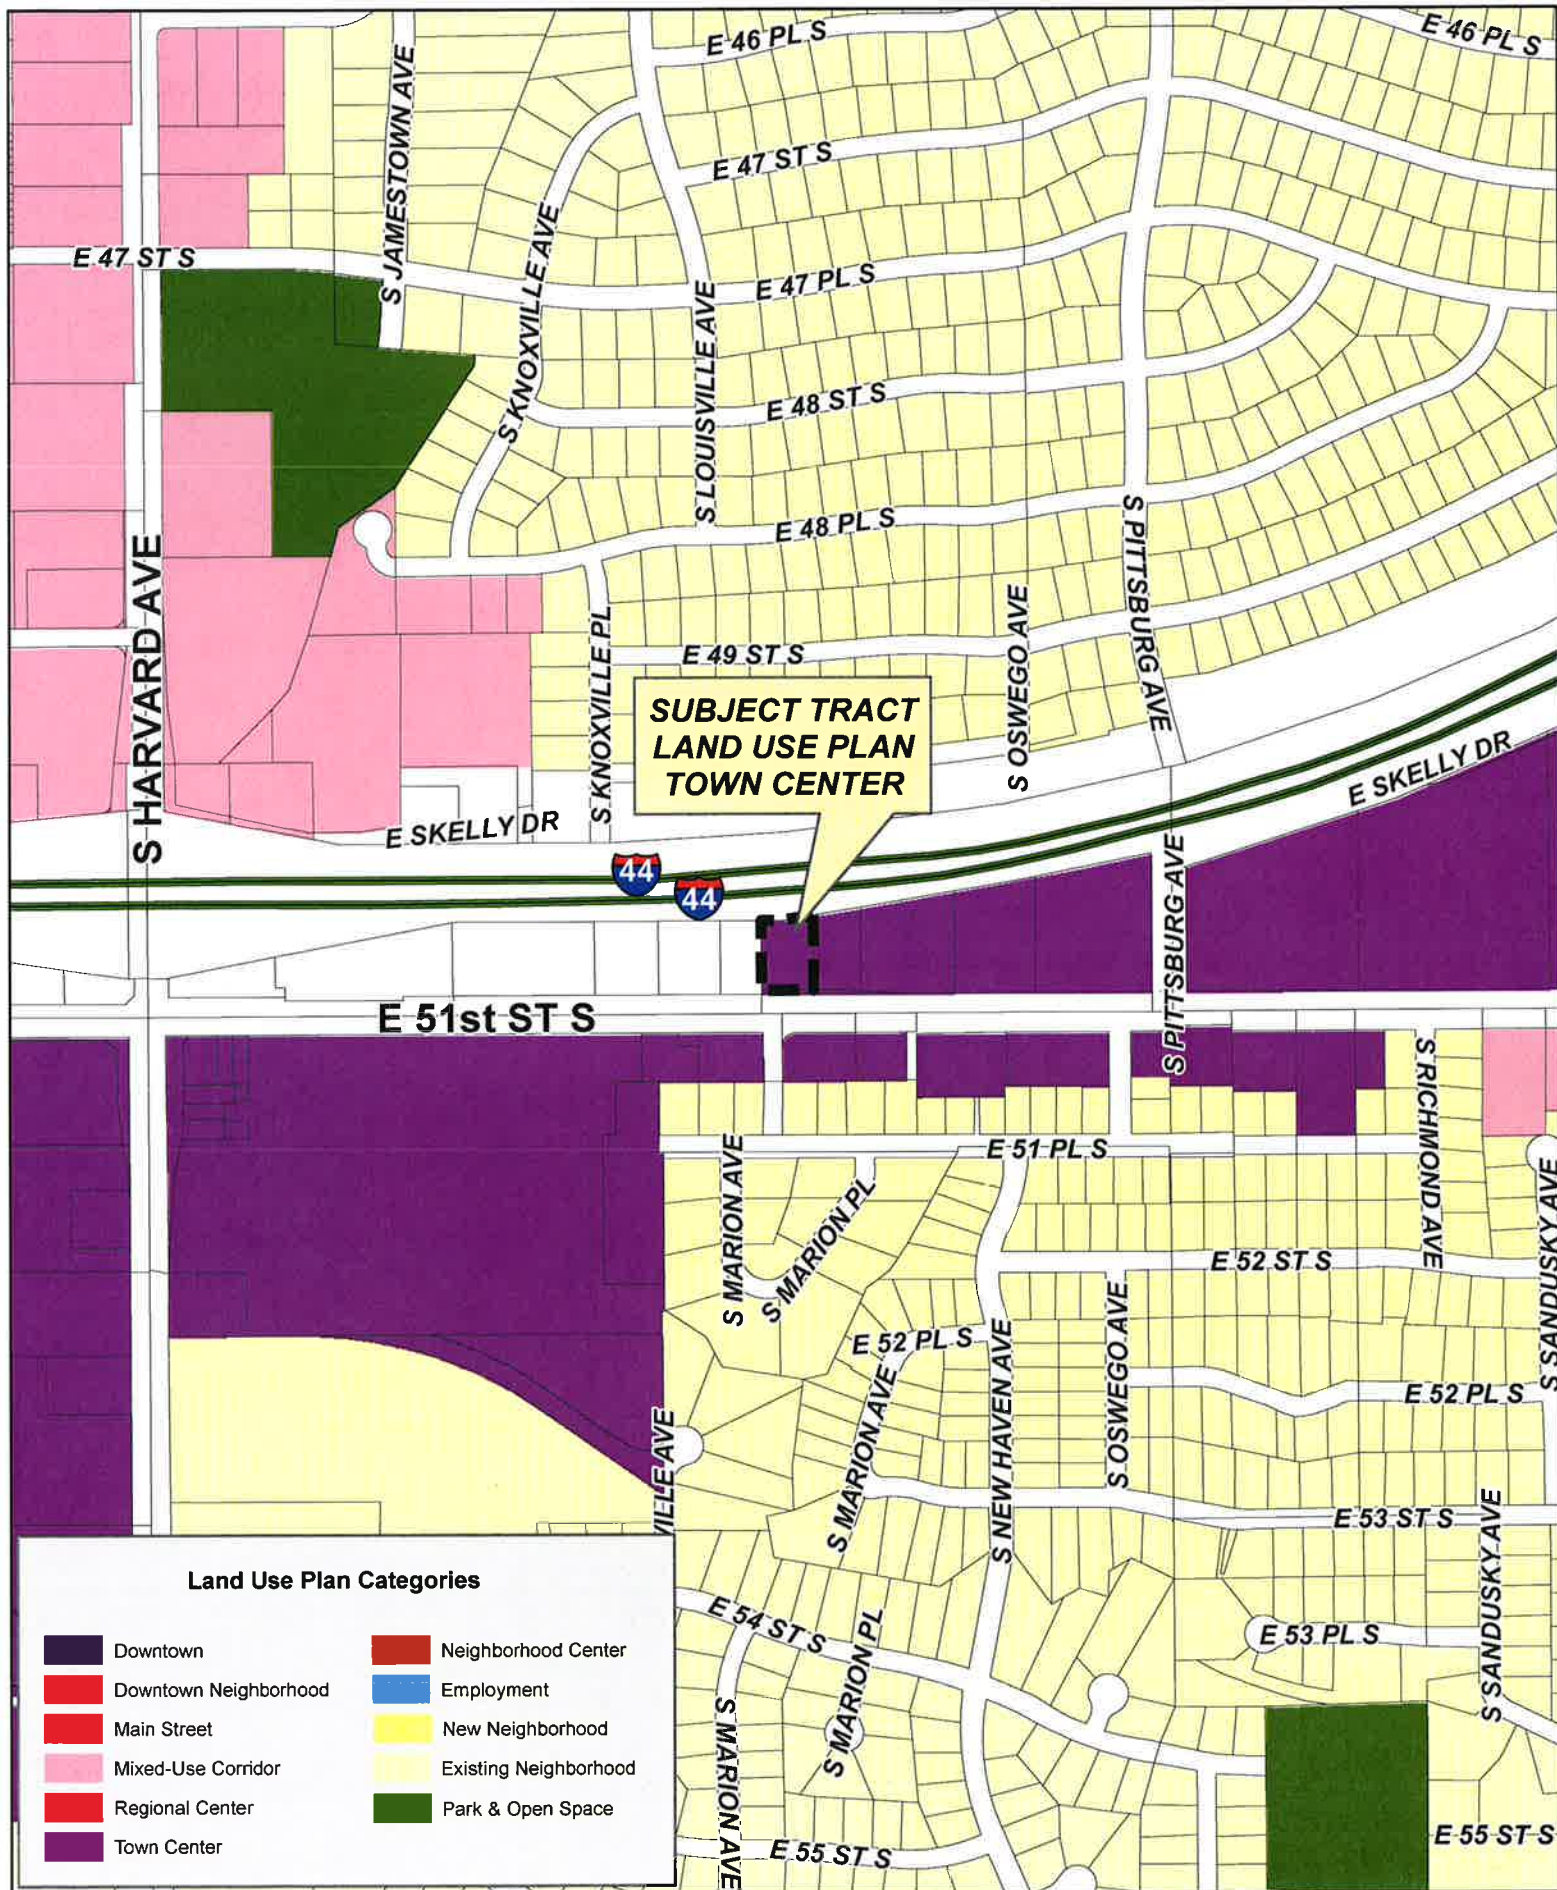 E 46 PL S
E 46 PL S
S JAMESTOWN AVE
E 47 ST S
E 47 ST S
S KNOXVILLE AVE
E 47 PL S
S LOUISVILLE AVE
E 48 ST S
E 48 PL S
S HARVARD AVE
S PITTSBURG AVE
S KNOXVILLE PL
E 49 ST S
S OSWEGO AVE
SUBJECT TRACT
LAND USE PLAN
TOWN CENTER
E SKELLY DR
E SKELLY DR
44
44
S PITTSBURG AVE
E 51st ST S
S RICHMOND AVE
E 51 PL S
S MARION AVE
S MARION PL
S SANDUSKY AVE
E 52 ST S
S OSWEGO AVE
E 52 PL S
S MARION AVE
S NEW HAVEN AVE
E 52 PL S
VILLE AVE
E 53 ST S
S SANDUSKY AVE
E 54 ST S
S MARION PL
E 53 PL S
S MARION AVE
E 55 ST S
E 55 ST S
Land Use Plan Categories
Downtown
Downtown Neighborhood
Main Street
Mixed-Use Corridor
Regional Center
Town Center
Neighborhood Center
Employment
New Neighborhood
Existing Neighborhood
Park & Open Space